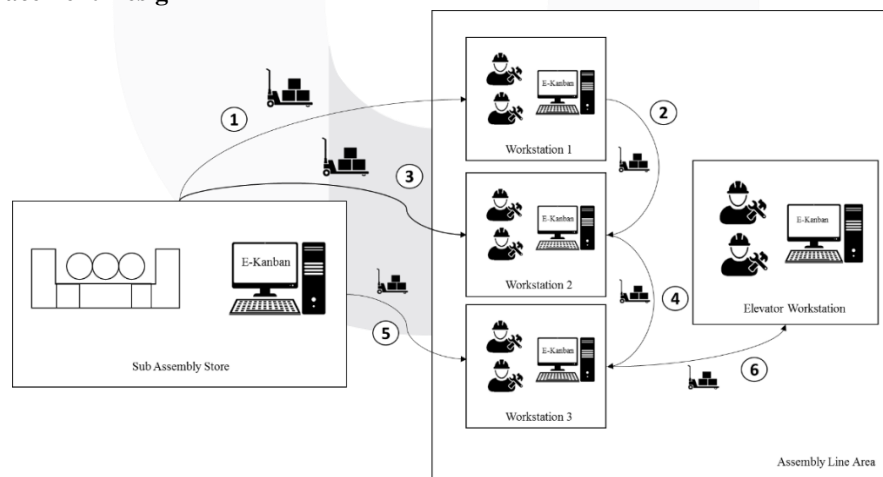 1
E-Kanban
Workstation 1
2
3
E-Kanban
Workstation 2
E-Kanban
Sub Assembly Store
4
E-Kanban
Elevator Workstation
5
E-Kanban
Workstation 3
6
Assembly Line Area